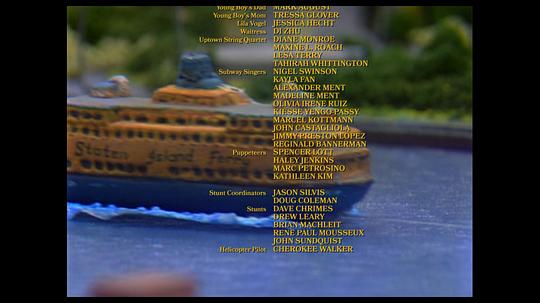 Young Boy's Dad MARK AUGUST
Young Boy's Mom TRESSA GLOVER
Lila Vogel JESSICA HECHT
Waitress DI ZHU
Uptown String Quartet DIANE MONROE
MAXINE L. ROACH
LESA TERRY
TAHIRAH WHITTINGTON
Subway Singers NIGEL SWINSON
KAYLA FAN
ALEXANDER MENT
MADELINE MENT
OLIVIA IRENE RUIZ
KIESSE YENGO-PASSY
MARCEL KOTTMANN
JOHN CASTAGLIOLA
JIMMY PRESTON LOPEZ
REGINALD BANNERMAN
Puppeteers SPENCER LOTT
HALEY JENKINS
MARC PETROSINO
KATHLEEN KIM
Stunt Coordinators JASON SILVIS
DOUG COLEMAN
Stunts DAVE CHRIMES
DREW LEARY
BRIAN MACHLEIT
RENE PAUL MOUSSEUX
JOHN SUNDQUIST
Helicopter Pilot CHEROKEE WALKER
Staten Island